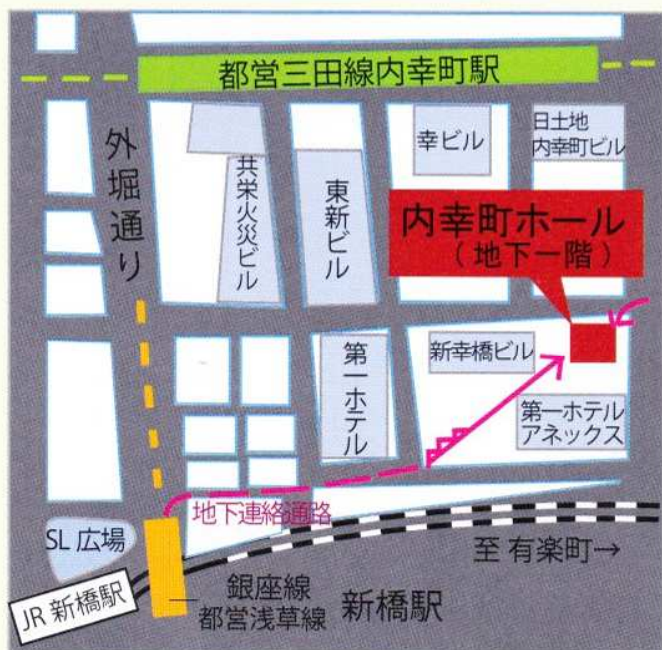 都営三田線内幸町駅
外堀通り
共栄火災ビル
東新ビル
幸ビル
日土地
内幸町ビル
内幸町ホール
(地下一階)
第一ホテル
新幸橋ビル
第一ホテル
アネックス
地下連絡通路
SL 広場
JR 新橋駅
銀座線
都営浅草線
新橋駅
至 有楽町→